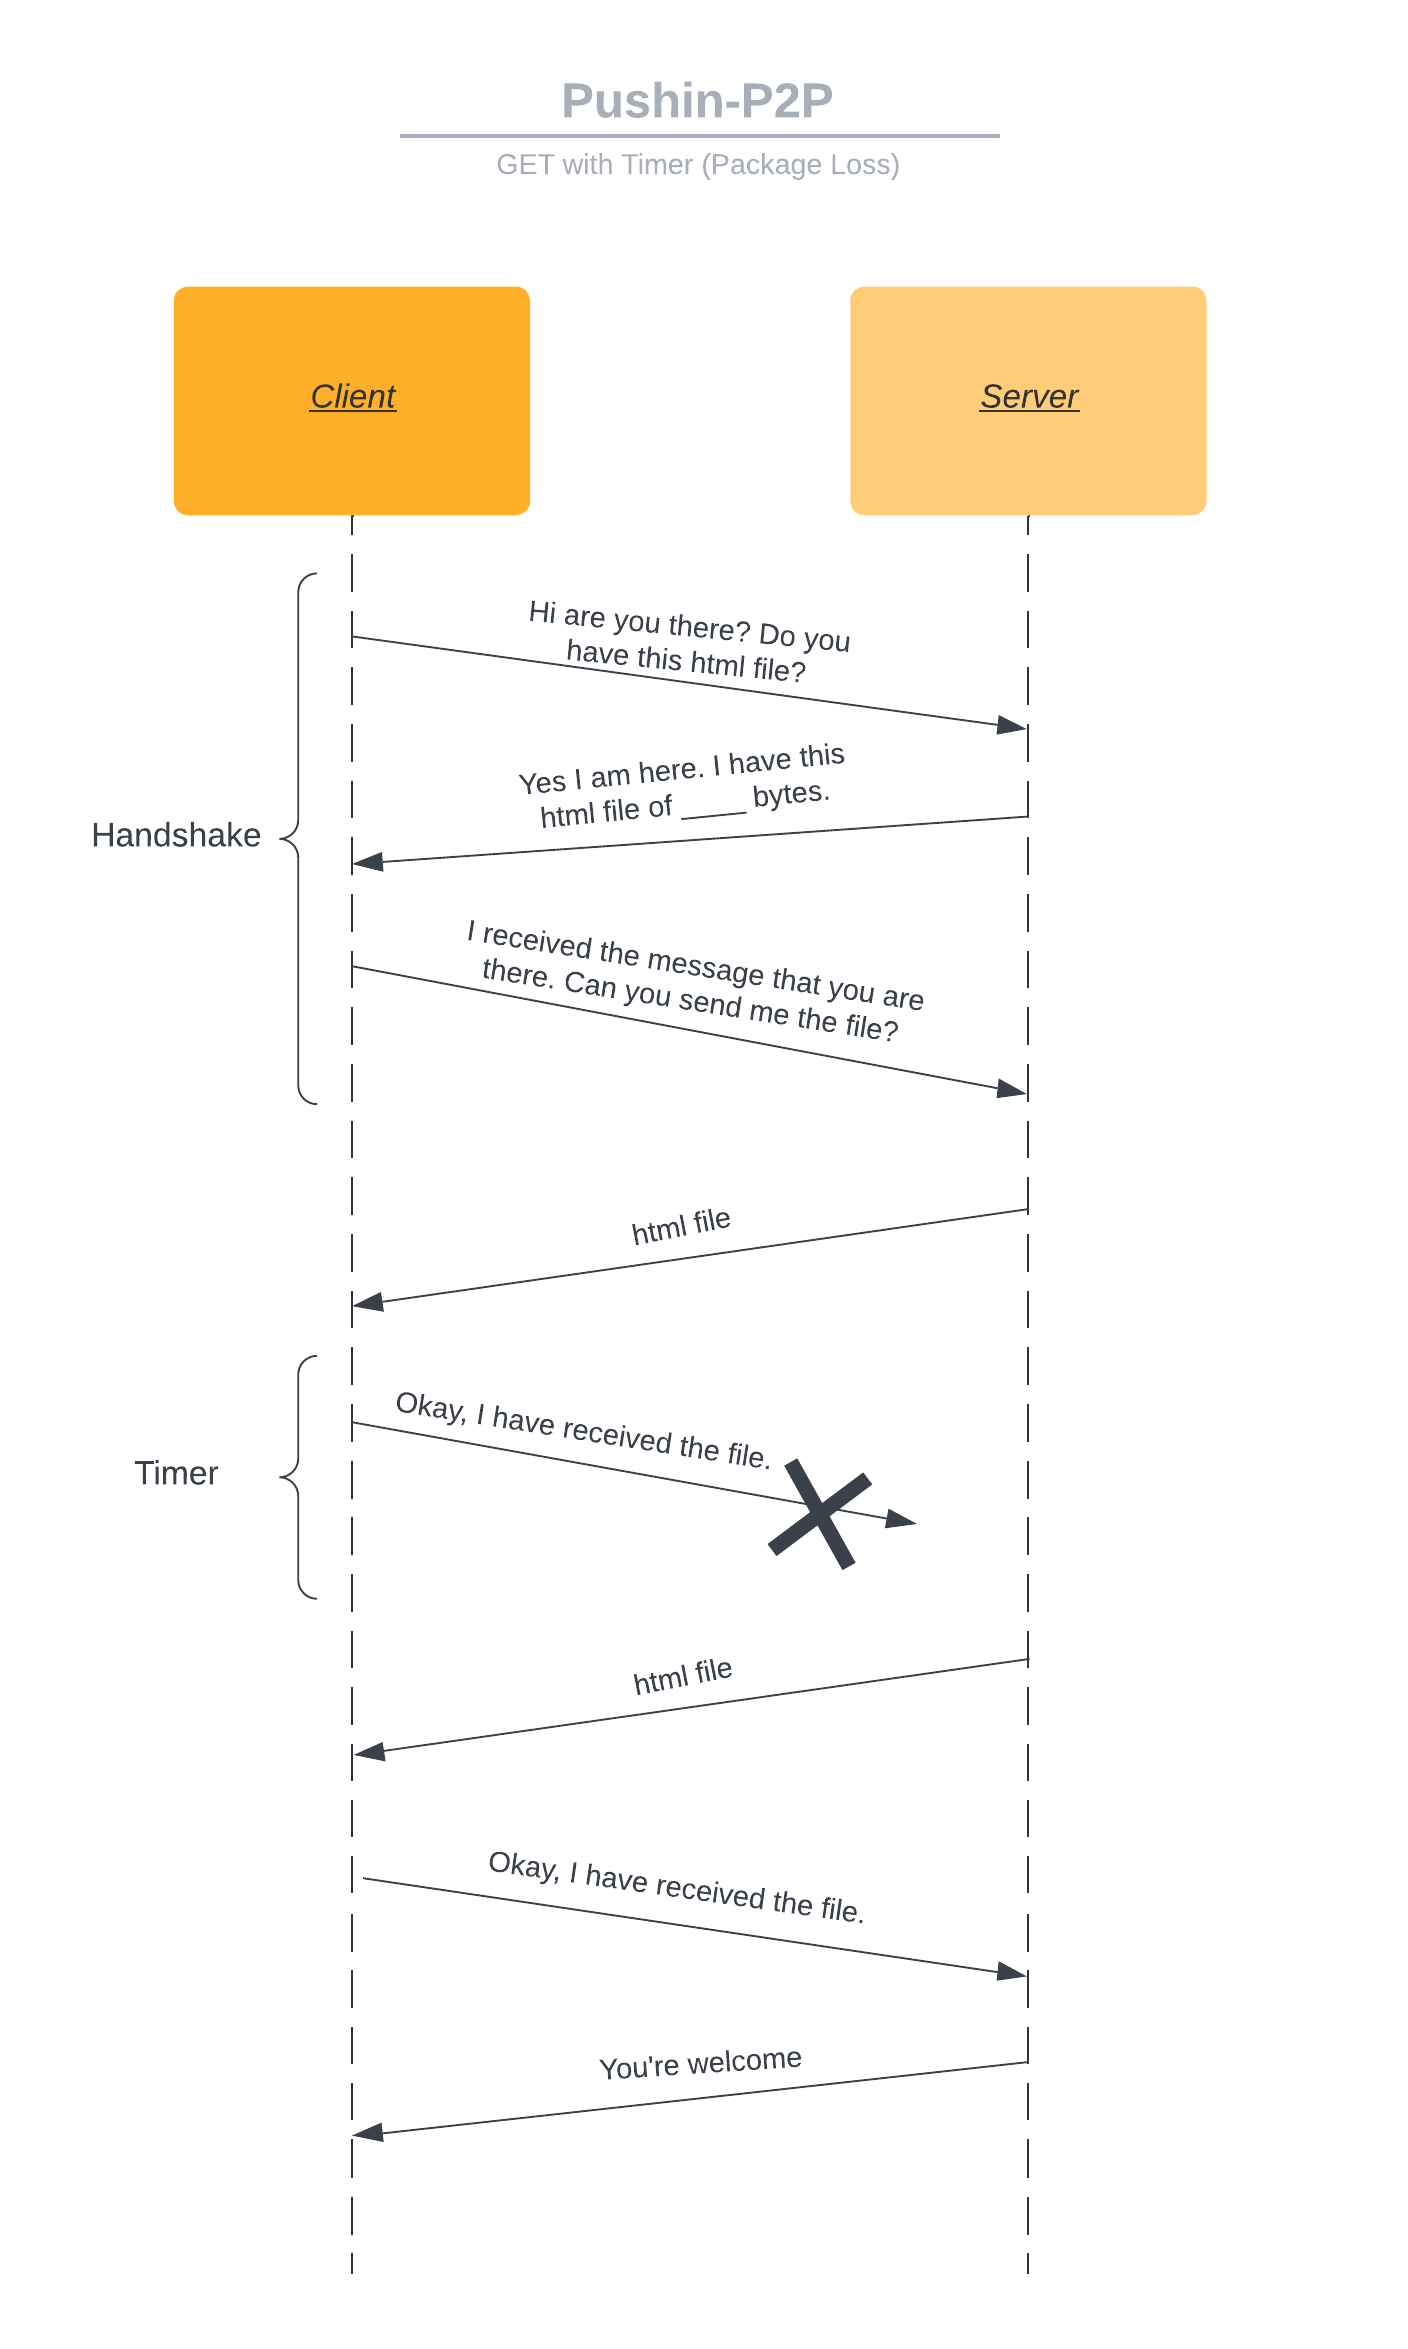 Pushin-P2P
GET with Timer (Package Loss)
Client
Server
Hi are you there? Do you
have this html file?
Yes I am here. I have this
html file of ____ bytes.
Handshake
I received the message that you are
there. Can you send me the file?
html file
Okay, I have received the file.
Timer
html file
Okay, I have received the file.
You're welcome